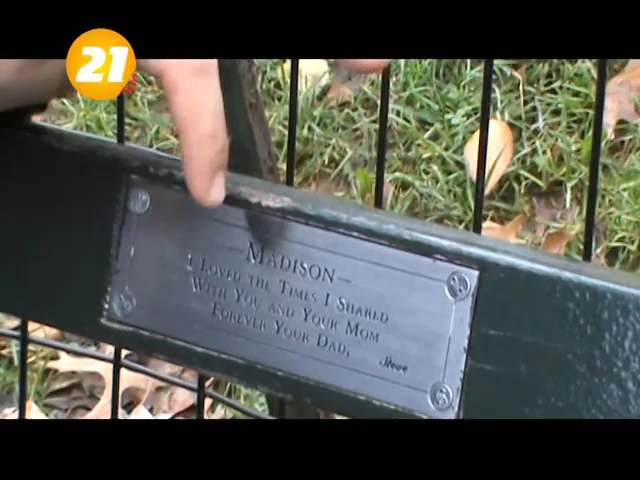 21
Madison—
I Loved the Times I Shared
With You and Your Mom
Forever Your Dad,
Steve